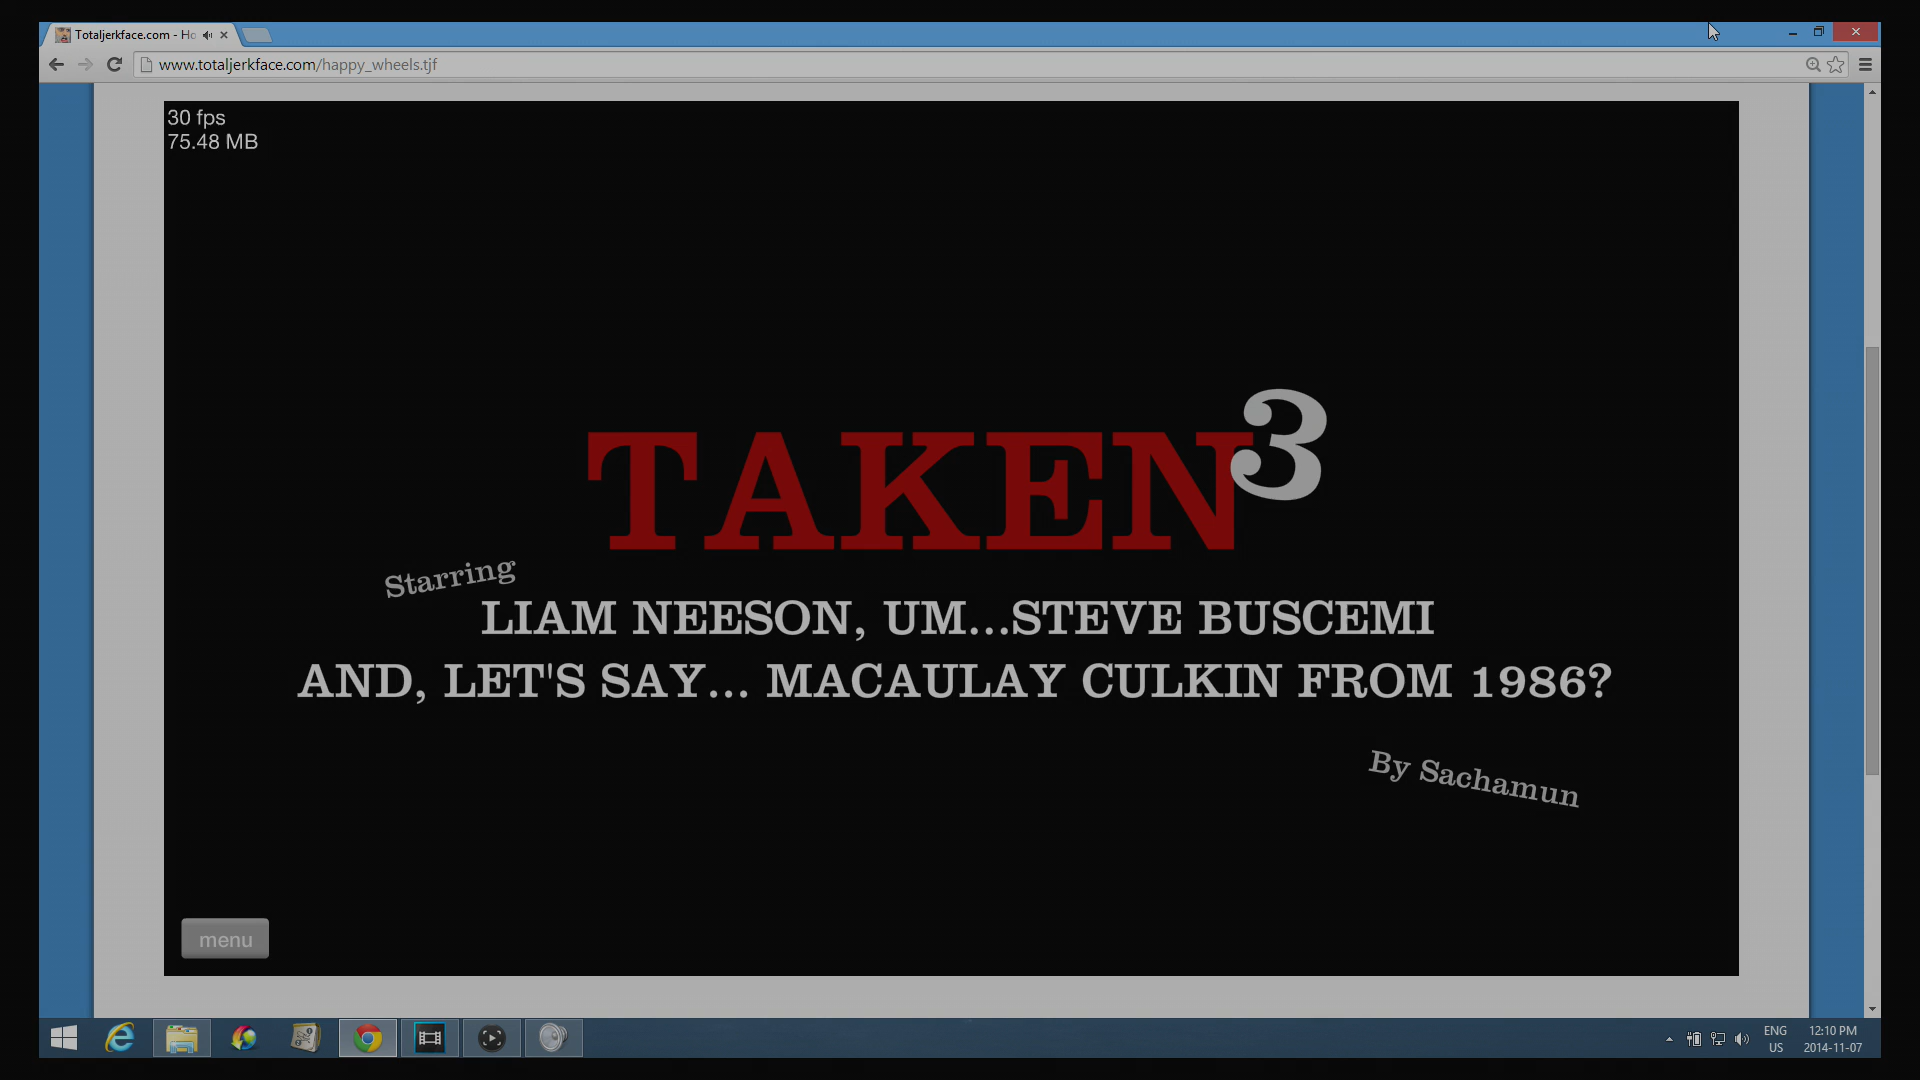 Totaljerkface.com - Ho
www.totaljerkface.com/happy_wheels.tjf
30 fps
75.48 MB
TAKEN3
Starring
LIAM NEESON, UM...STEVE BUSCEMI
AND, LET'S SAY... MACAULAY CULKIN FROM 1986?
By Sachamun
menu
ENG
US
12:10 PM
2014-11-07